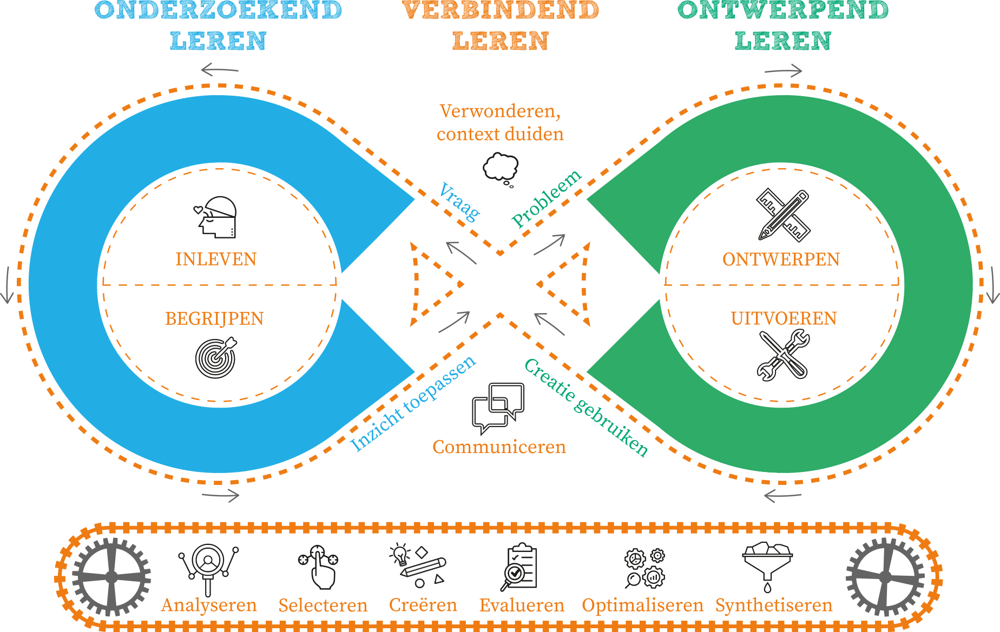 ONDERZOEKEND
LEREN
VERBINDEND
LEREN
ONTWERPEND
LEREN
Verwonderen,
context duiden
Vraag
Probleem
INLEVEN
BEGRIJPEN
ONTWERPEN
UITVOEREN
Inzicht toepassen
Creatie gebruiken
Communiceren
Analyseren
Selecteren
Creëren
Evalueren
Optimaliseren
Synthetiseren